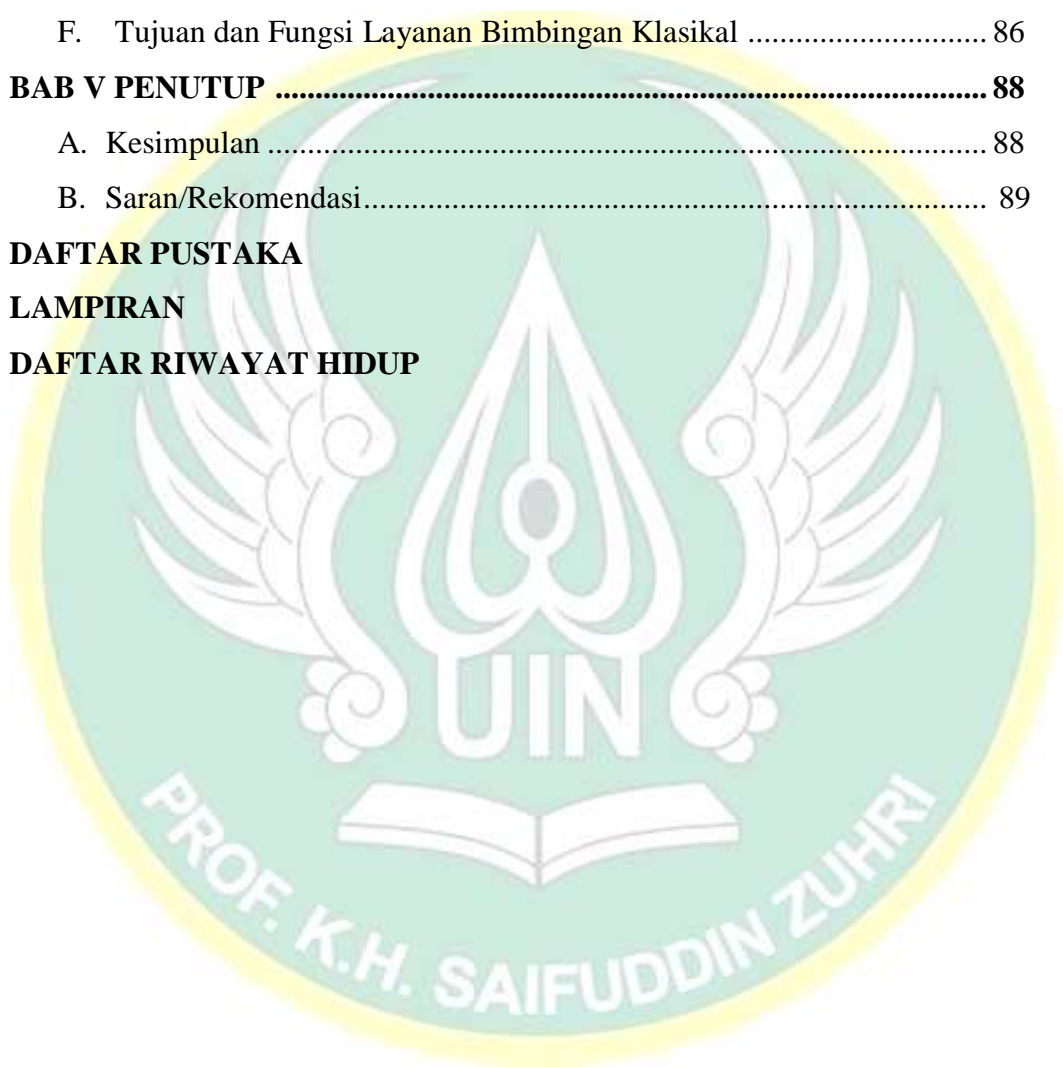 F. Tujuan dan Fungsi Layanan Bimbingan Klasikal ............................. 86
BAB V PENUTUP ....................................................................................... 88
A. Kesimpulan ........................................................................................ 88
B. Saran/Rekomendasi............................................................................ 89
DAFTAR PUSTAKA
LAMPIRAN
DAFTAR RIWAYAT HIDUP
UIN
PROF. K.H. SAIFUDDIN ZUHRI